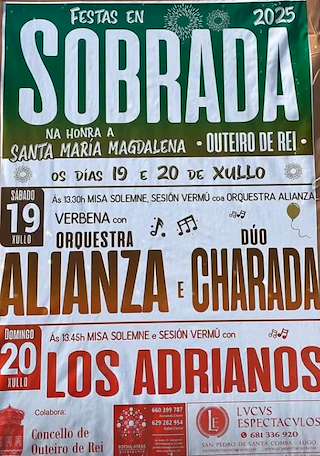 FESTAS EN
2025
SOBRADA
NA HONRA A
SANTA MARÍA MAGDALENA • OUTEIRO DE REI •
OS DÍAS 19 E 20 DE XULLO
SÁBADO
19
XULLO
Ás 13.30h MISA SOLEMNE, SESIÓN VERMÚ coa ORQUESTRA ALIANZA
VERBENA con
ORQUESTRA
ALIANZA E
DÚO
CHARADA
DOMINGO
20
XULLO
Ás 13.45h MISA SOLEMNE e SESIÓN VERMÚ con
LOS ADRIANOS
Colabora:
Concello de
Outeiro de Rei
660 399 787
629 282 954
LE
LVCVS
ESPECTACVLOS
681 336 920
SAN PEDRO DE SANTA COMBA - LUGO